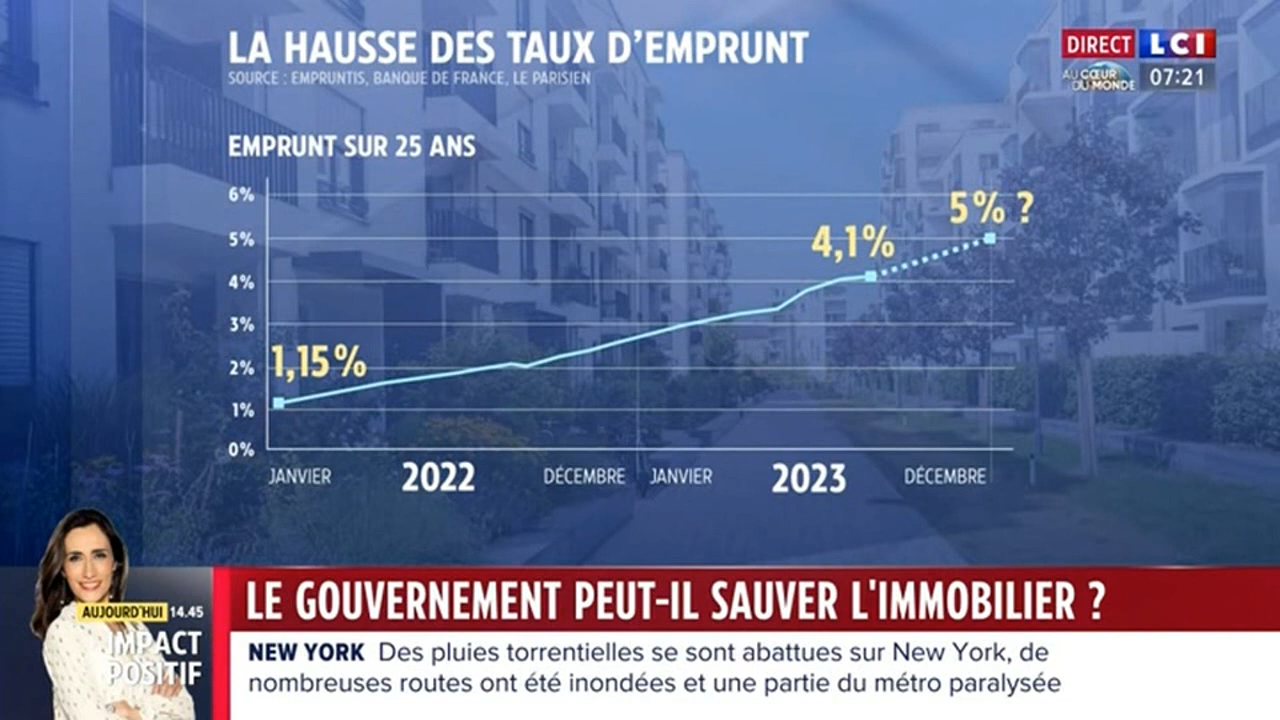 LA HAUSSE DES TAUX D'EMPRUNT
SOURCE : EMPRUNTIS, BANQUE DE FRANCE, LE PARISIEN
DIRECT LCI
AU CŒUR
DU MONDE
07:21
EMPRUNT SUR 25 ANS
6%
5%
4%
3%
2%
1%
0%
1,15%
4,1%
5% ?
JANVIER 2022 DÉCEMBRE JANVIER 2023 DÉCEMBRE
AUJOURD'HUI 14.45
IMPACT
POSITIF
LE GOUVERNEMENT PEUT-IL SAUVER L'IMMOBILIER ?
NEW YORK Des pluies torrentielles se sont abattues sur New York, de
nombreuses routes ont été inondées et une partie du métro paralysée